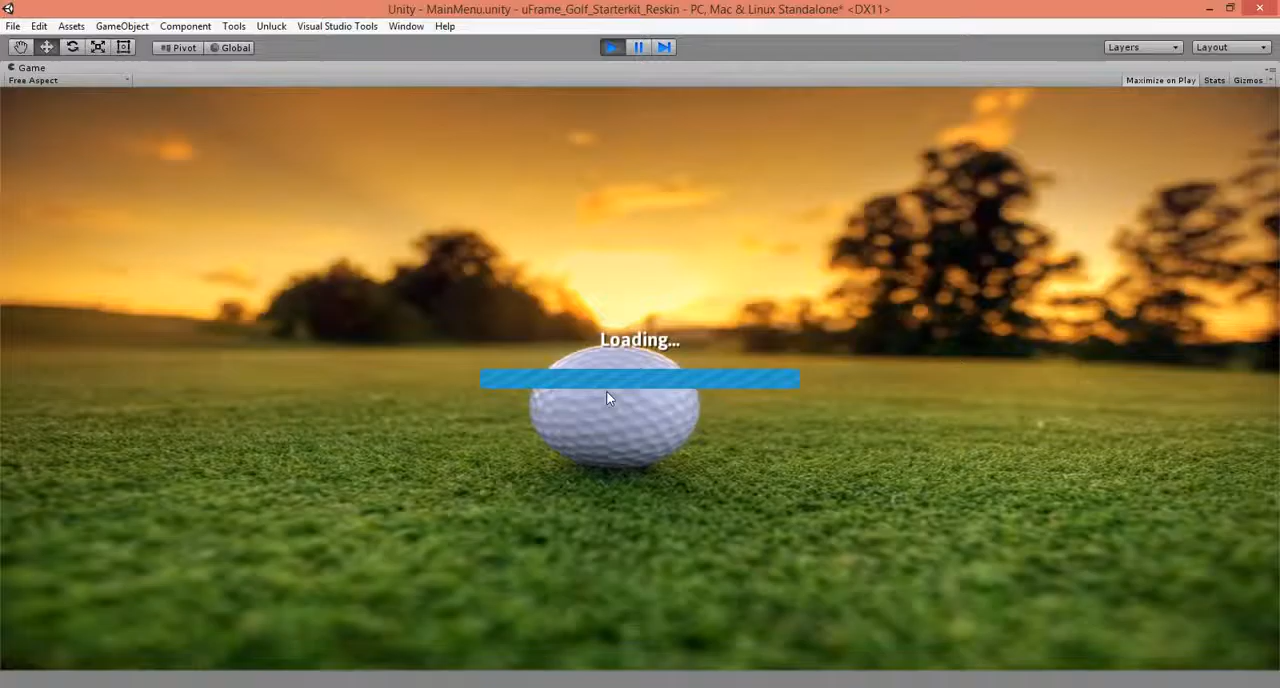 Unity - MainMenu.unity - uFrame_Golf_Starterkit_Reskin - PC, Mac & Linux Standalone* <DX11>
File Edit Assets GameObject Component Tools Unlock Visual Studio Tools Window Help
Pivot Global Layers Layout
Game
Free Aspect Maximize on Play Stats Gizmos
Loading...